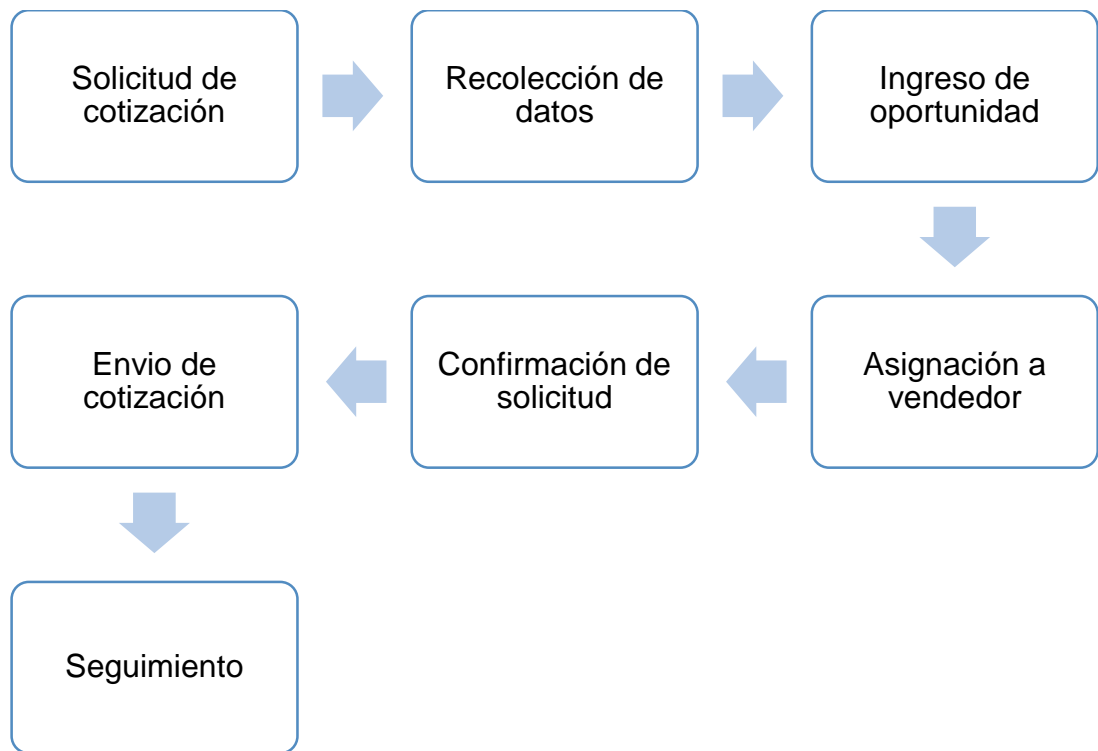 Solicitud de
cotización
Recolección de
datos
Ingreso de
oportunidad
Asignación a
vendedor
Confirmación de
solicitud
Envio de
cotización
Seguimiento